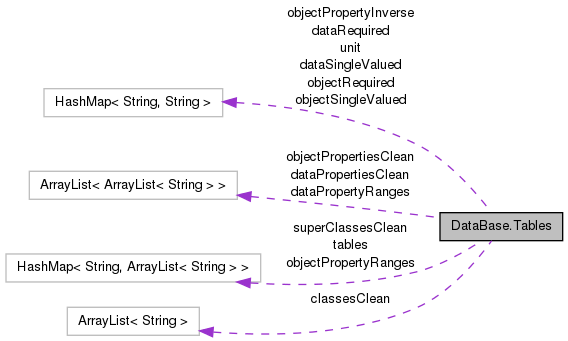 objectPropertyInverse
dataRequired
unit
dataSingleValued
objectRequired
objectSingleValued
HashMap< String, String >
objectPropertiesClean
dataPropertiesClean
dataPropertyRanges
ArrayList< ArrayList< String > >
DataBase.Tables
superClassesClean
tables
objectPropertyRanges
HashMap< String, ArrayList< String > >
classesClean
ArrayList< String >